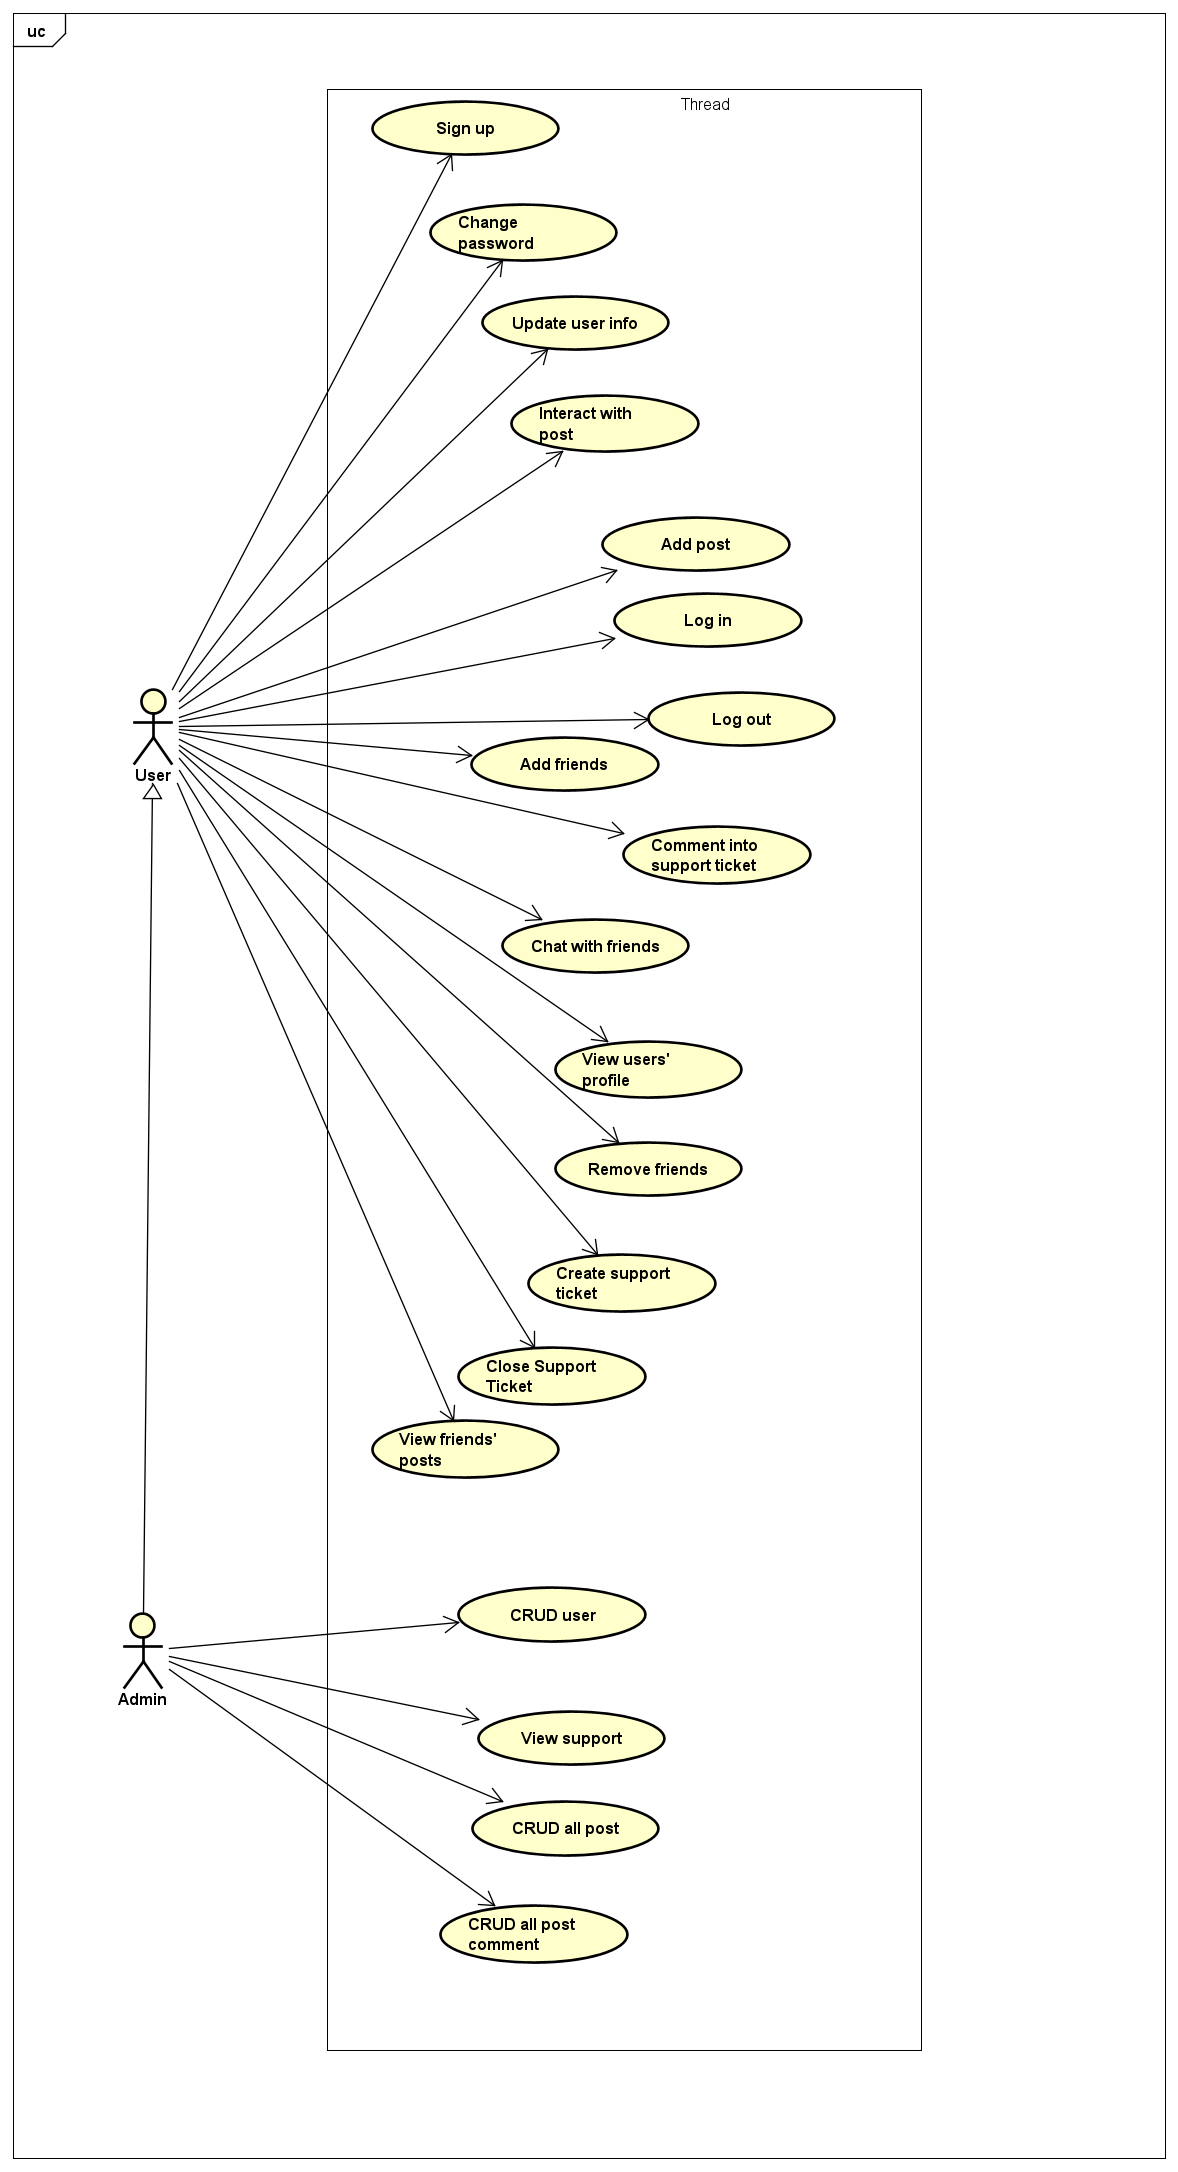 uc
Thread
Sign up
Change
password
Update user info
Interact with
post
Add post
Log in
Log out
User
Add friends
Comment into
support ticket
Chat with friends
View users'
profile
Remove friends
Create support
ticket
Close Support
Ticket
View friends'
posts
CRUD user
Admin
View support
CRUD all post
CRUD all post
comment